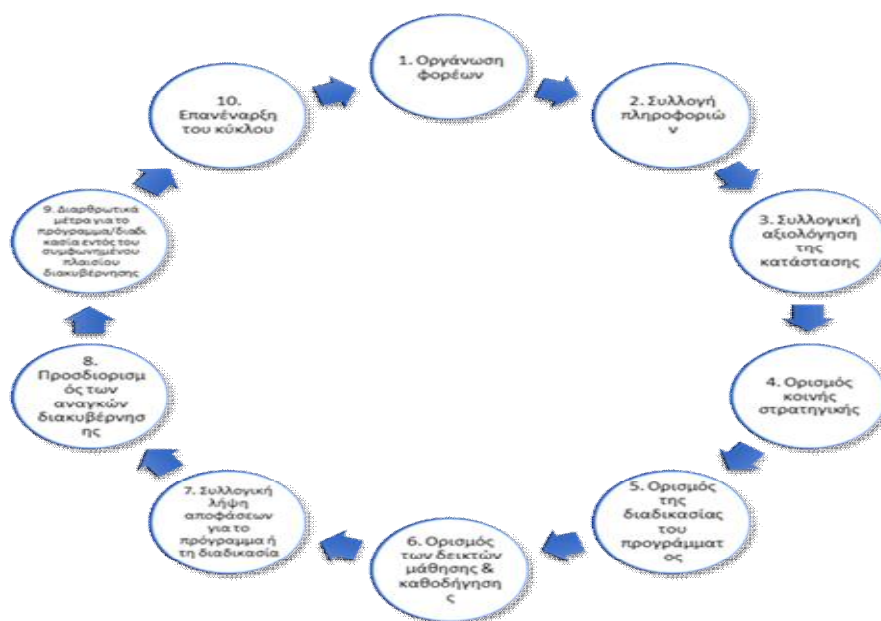 1. Οργάνωση
φορέων
2. Συλλογή
πληροφοριώ
ν
3. Συλλογική
αξιολόγηση
της
κατάστασης
4. Ορισμός
κοινής
στρατηγικής
5. Ορισμός
της
διαδικασίας
του
προγράμματ
ος
6. Ορισμός
των δεικτών
μάθησης &
καθοδήγηση
ς
7. Συλλογική
λήψη
αποφάσεων
για το
πρόγραμμα ή
τη διαδικασία
8.
Προσδιορισμ
ός των
αναγκών
διακυβέρνησ
ης
9. Διαρθρωτικά
μέτρα για το
πρόγραμμα/διαδι
κασία εντός του
συμφωνημένου
πλαισίου
διακυβέρνησης
10.
Επανέναρξη
του κύκλου